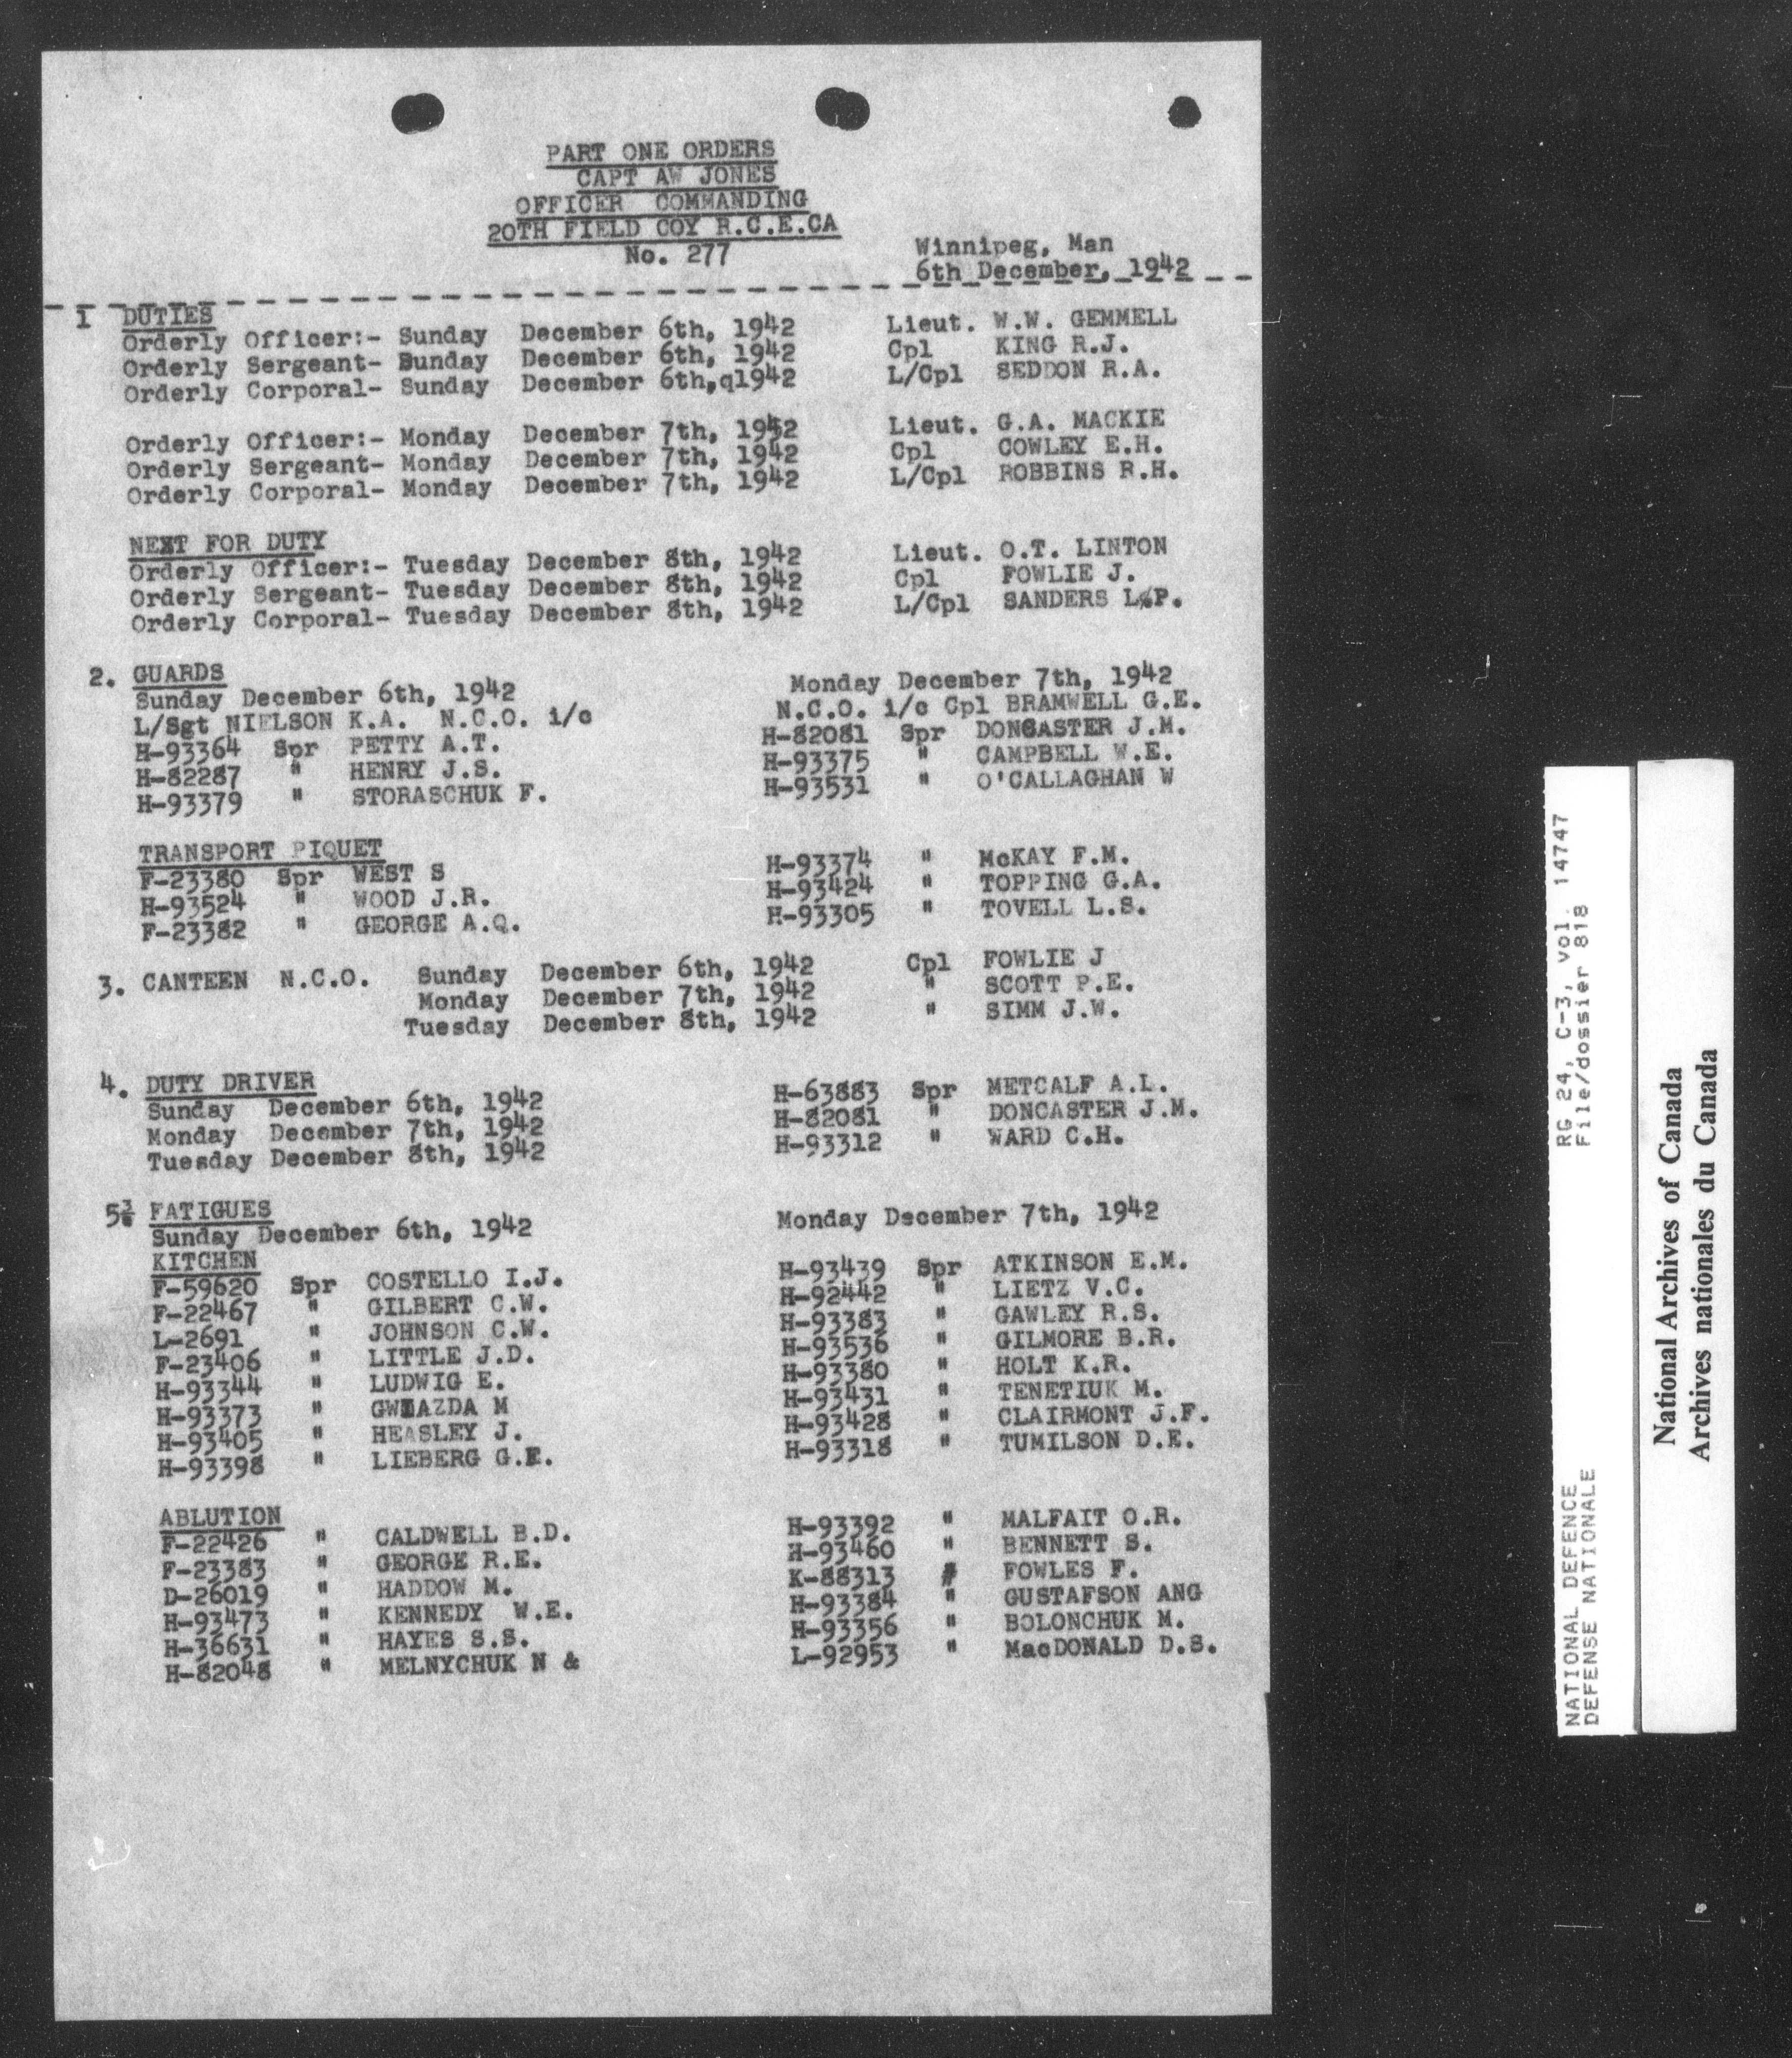 PART ONE ORDERS
CAPT AW JONES
OFFICER COMMANDING
20TH FIELD COY R.C.E.CA
No. 277
Winnipeg, Man
6th December, 1942
1 DUTIES
Orderly Officer:- Sunday December 6th, 1942 Lieut. W.W. GEMMELL
Orderly Sergeant- Sunday December 6th, 1942 Cpl KING R.J.
Orderly Corporal- Sunday December 6th,q1942 L/Cpl SEDDON R.A.
Orderly Officer:- Monday December 7th, 1942 Lieut. G.A. MACKIE
Orderly Sergeant- Monday December 7th, 1942 Cpl COWLEY E.H.
Orderly Corporal- Monday December 7th, 1942 L/Cpl ROBBINS R.H.
NEXT FOR DUTY
Orderly Officer:- Tuesday December 8th, 1942 Lieut. O.T. LINTON
Orderly Sergeant- Tuesday December 8th, 1942 Cpl FOWLIE J.
Orderly Corporal- Tuesday December 8th, 1942 L/Cpl SANDERS L.P.
2. GUARDS
Sunday December 6th, 1942 Monday December 7th, 1942
L/Sgt NIELSON K.A. N.C.O. i/c N.C.O. i/c Cpl BRAMWELL G.E.
H-93364 Spr PETTY A.T. H-82081 Spr DONCASTER J.M.
H-82287 " HENRY J.S. H-93375 " CAMPBELL W.E.
H-93379 " STORASCHUK F. H-93531 " O'CALLAGHAN W
TRANSPORT PIQUET
F-23380 Spr WEST S H-93374 " McKAY F.M.
H-93524 " WOOD J.R. H-93424 " TOPPING G.A.
F-23382 " GEORGE A.Q. H-93305 " TOVELL L.S.
3. CANTEEN N.C.O. Sunday December 6th, 1942 Cpl FOWLIE J
Monday December 7th, 1942 " SCOTT P.E.
Tuesday December 8th, 1942 " SIMM J.W.
4. DUTY DRIVER
Sunday December 6th, 1942 H-63883 Spr METCALF A.L.
Monday December 7th, 1942 H-82081 " DONCASTER J.M.
Tuesday December 8th, 1942 H-93312 " WARD C.H.
5. FATIGUES
Sunday December 6th, 1942 Monday December 7th, 1942
KITCHEN
F-59620 Spr COSTELLO I.J. H-93439 Spr ATKINSON E.M.
F-22467 " GILBERT C.W. H-92442 " LIETZ V.C.
L-2691 " JOHNSON C.W. H-93383 " GAWLEY R.S.
F-23406 " LITTLE J.D. H-93536 " GILMORE B.R.
H-93344 " LUDWIG E. H-93380 " HOLT K.R.
H-93373 " GWIAZDA M H-93431 " TENETIUK M.
H-93405 " HEASLEY J. H-93428 " CLAIRMONT J.F.
H-93398 " LIEBERG G.E. H-93318 " TUMILSON D.E.
ABLUTION
F-22426 " CALDWELL B.D. H-93392 " MALFAIT O.R.
F-23383 " GEORGE R.E. H-93460 " BENNETT S.
D-26019 " HADDOW M. K-88313 " FOWLES F.
H-93473 " KENNEDY W.E. H-93384 " GUSTAFSON ANG
H-36631 " HAYES S.S. H-93356 " BOLONCHUK M.
H-82048 " MELNYCHUK N & L-92953 " MacDONALD D.S.
NATIONAL DEFENCE RG 24, C-3, vol. 14747
DEFENSE NATIONALE File/dossier 818
National Archives of Canada
Archives nationales du Canada